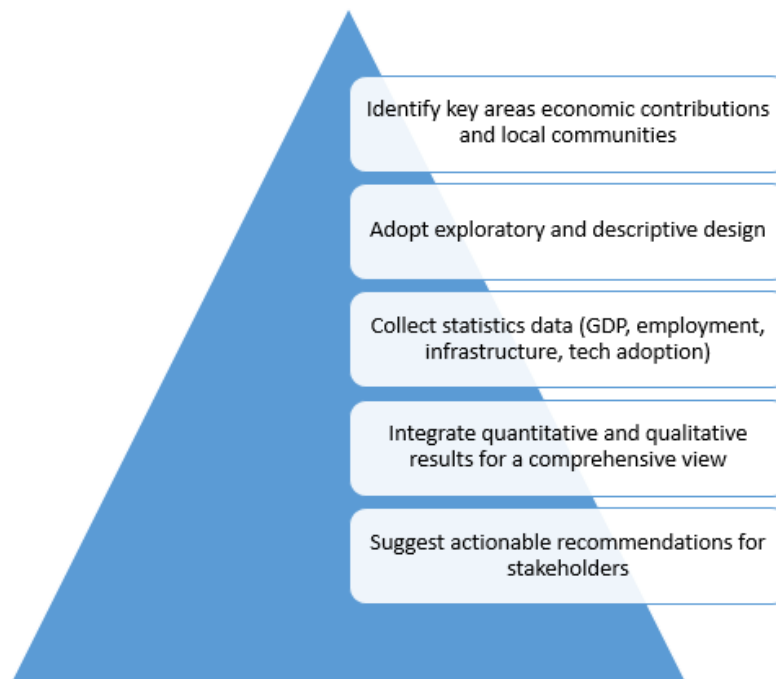 Identify key areas economic contributions
and local communities
Adopt exploratory and descriptive design
Collect statistics data (GDP, employment,
infrastructure, tech adoption)
Integrate quantitative and qualitative
results for a comprehensive view
Suggest actionable recommendations for
stakeholders